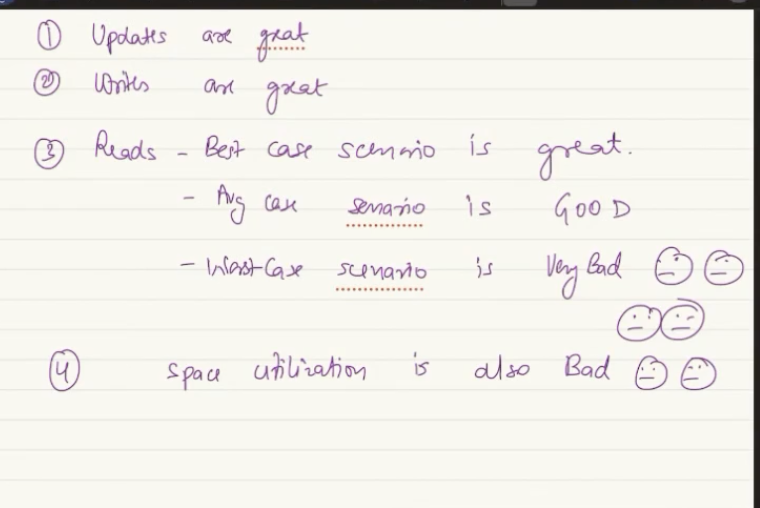 ① Updates are great
② Writes are great
③ Reads - Best case scenario is great.
- Avg case senario is GOOD
- Worst Case scenario is Very Bad
④ space utilization is also Bad